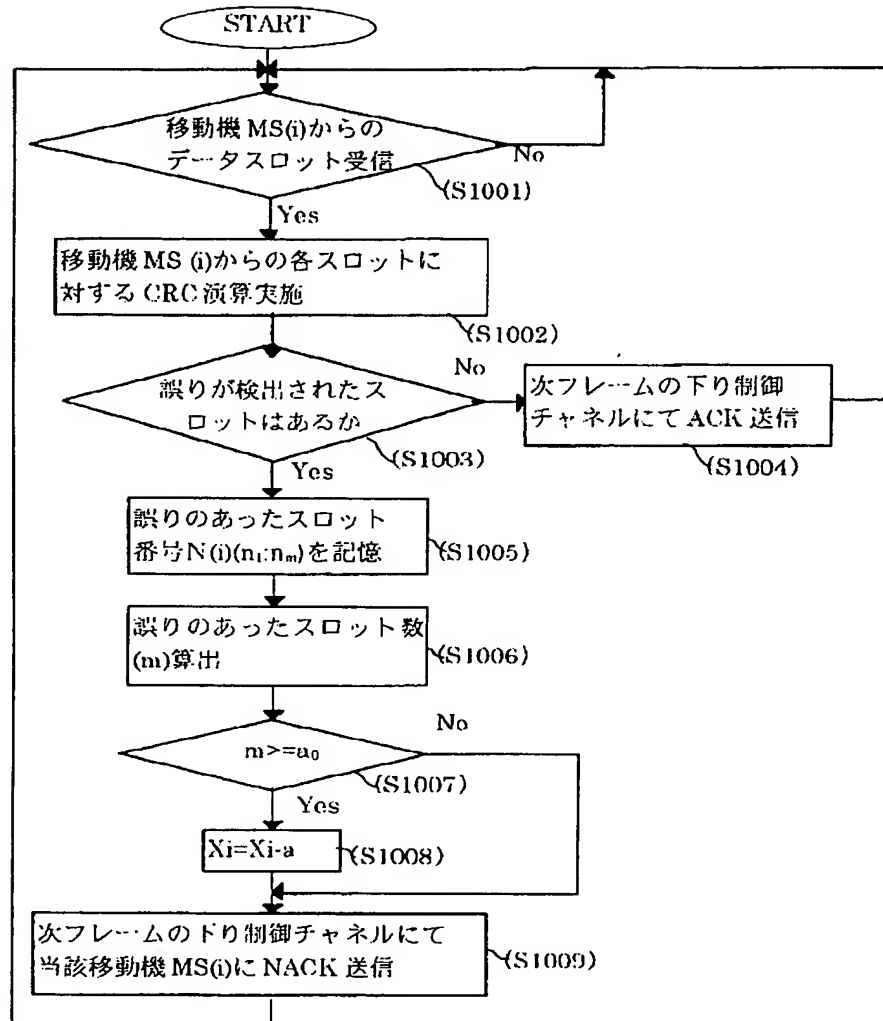 START
移動機 MS(i)からの
データスロット受信
No
(S1001)
Yes
移動機 MS (i)からの各スロットに
対する CRC 演算実施
(S1002)
No
誤りが検出されたス
ロットはあるか
(S1003)
Yes
次フレームの下り制御
チャネルにて ACK 送信
(S1004)
誤りのあったスロット
番号 N(i)(n₁:nₘ)を記憶
(S1005)
誤りのあったスロット数
(m)算出
(S1006)
No
m>=a₀
(S1007)
Yes
Xi=Xi-a
(S1008)
次フレームの下り制御チャネルにて
当該移動機 MS(i)に NACK 送信
(S1009)